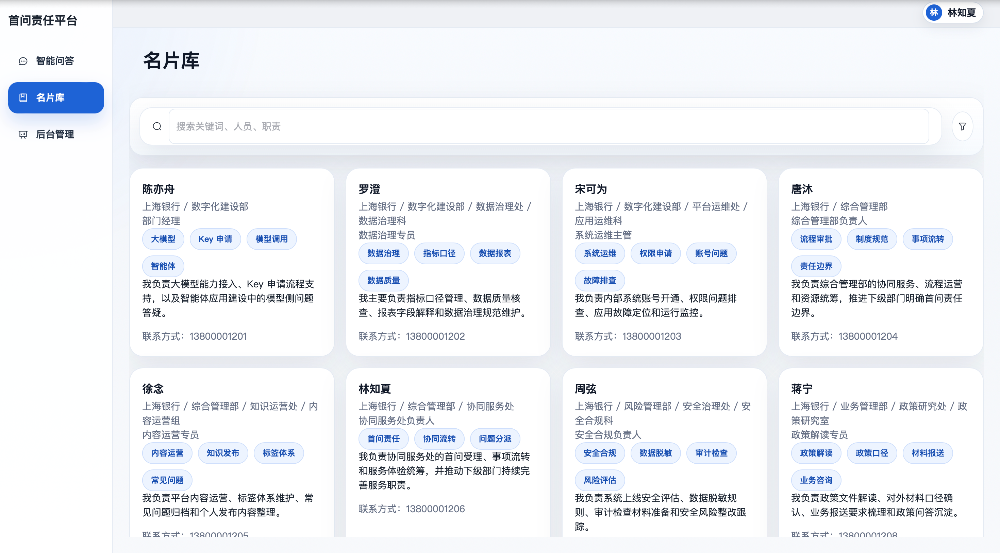 首问责任平台
林 林知夏
智能问答
名片库
后台管理
名片库
搜索关键词、人员、职责
陈亦舟
上海银行 / 数字化建设部
部门经理
大模型 Key 申请 模型调用
智能体
我负责大模型能力接入、Key 申请流程支
持，以及智能体应用建设中的模型侧问题
答疑。
联系方式：13800001201
罗澄
上海银行 / 数字化建设部 / 数据治理处 /
数据治理科
数据治理专员
数据治理 指标口径 数据报表
数据质量
我主要负责指标口径管理、数据质量核
查、报表字段解释和数据治理规范维护。
联系方式：13800001202
宋可为
上海银行 / 数字化建设部 / 平台运维处 /
应用运维科
系统运维主管
系统运维 权限申请 账号问题
故障排查
我负责内部系统账号开通、权限问题排
查、应用故障定位和运行监控。
联系方式：13800001203
唐沐
上海银行 / 综合管理部
综合管理部负责人
流程审批 制度规范 事项流转
责任边界
我负责综合管理部的协同服务、流程运营
和资源统筹，推进下级部门明确首问责任
边界。
联系方式：13800001204
徐念
上海银行 / 综合管理部 / 知识运营处 / 内
容运营组
内容运营专员
内容运营 知识发布 标签体系
常见问题
我负责平台内容运营、标签体系维护、常
见问题归档和个人发布内容整理。
联系方式：13800001205
林知夏
上海银行 / 综合管理部 / 协同服务处
协同服务处负责人
首问责任 协同流转 问题分派
我负责协同服务处的首问受理、事项流转
和服务体验统筹，并推动下级部门持续完
善服务职责。
联系方式：13800001206
周弦
上海银行 / 风险管理部 / 安全治理处 / 安
全合规科
安全合规负责人
安全合规 数据脱敏 审计检查
风险评估
我负责系统上线安全评估、数据脱敏规
则、审计检查材料准备和安全风险整改跟
踪。
蒋宁
上海银行 / 业务管理部 / 政策研究处 / 政
策研究室
政策解读专员
政策解读 政策口径 材料报送
业务咨询
我负责政策文件解读、对外材料口径确
认、业务报送要求梳理和政策问答沉淀。
联系方式：13800001208